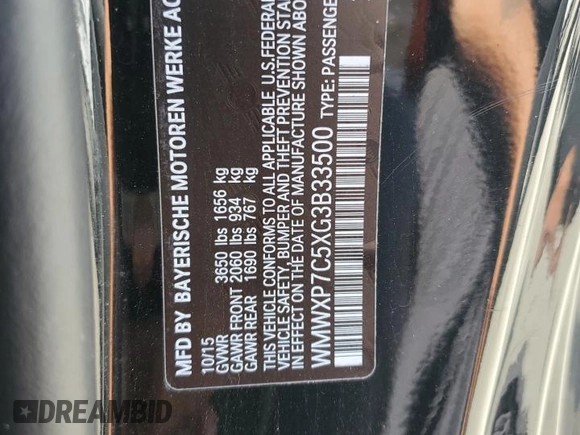 MFD BY BAYERISCHE MOTOREN WERKE AG
10/15
GVWR 3650 lbs 1656 kg
GAWR FRONT 2060 lbs 934 kg
GAWR REAR 1690 lbs 767 kg
THIS VEHICLE CONFORMS TO ALL APPLICABLE U.S.FEDERAL
VEHICLE SAFETY, BUMPER AND THEFT PREVENTION STAN
IN EFFECT ON THE DATE OF MANUFACTURE SHOWN ABOV
WMWXP7C5XG3B33500 TYPE: PASSENGE
DREAMBID